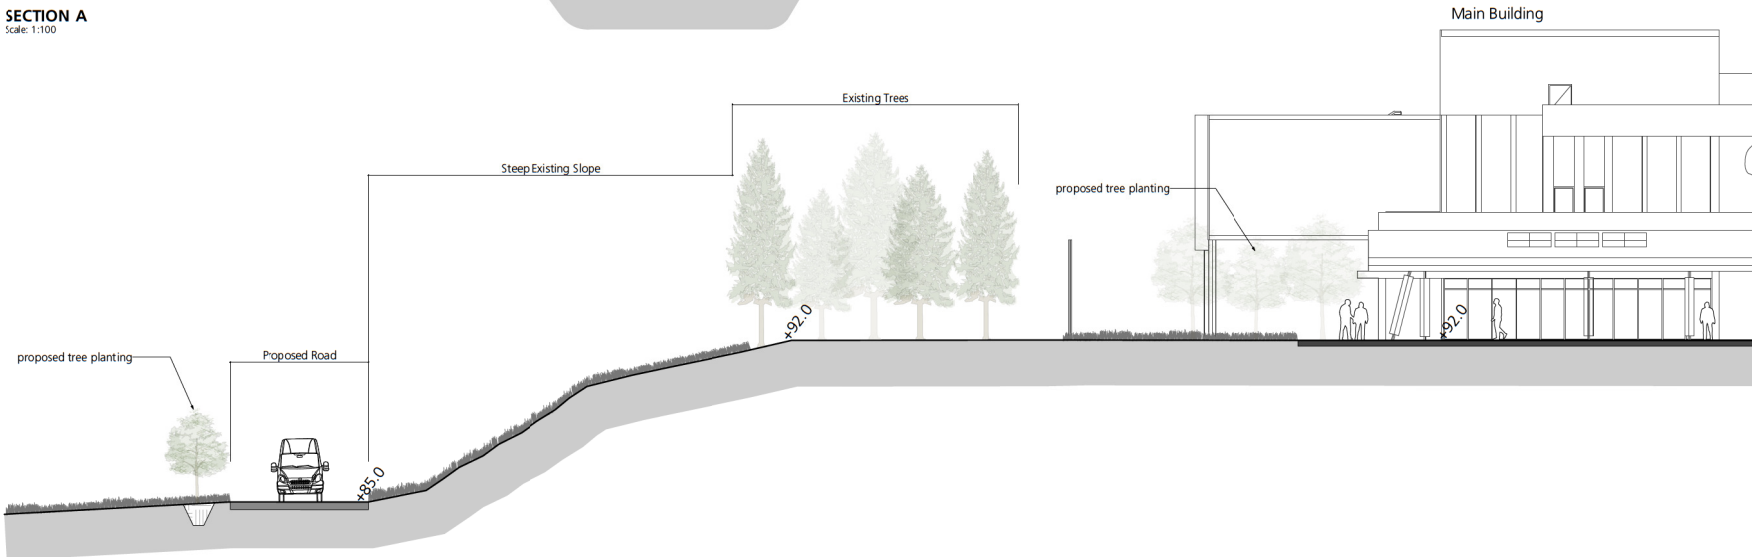 SECTION A
Scale: 1:100
Main Building
Existing Trees
Steep Existing Slope
proposed tree planting
+92.0
+92.0
proposed tree planting
Proposed Road
+85.0